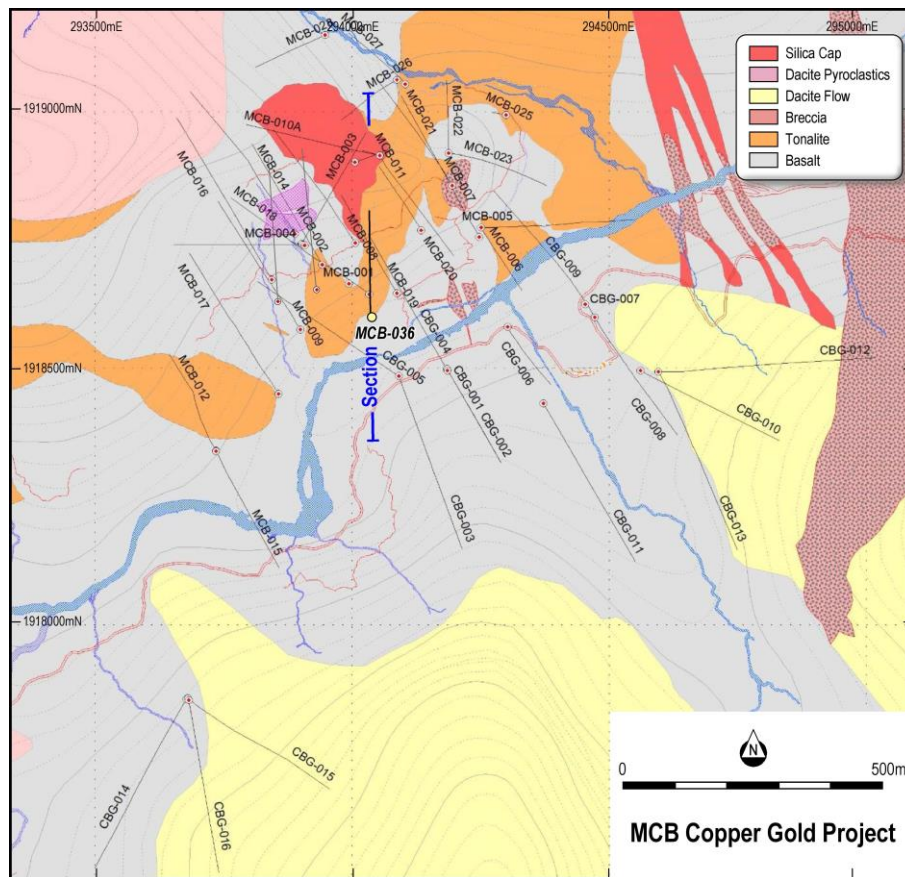 293500mE
294000mE
294500mE
295000mE
MCB-028
MCB-027
MCB-026
Silica Cap
Dacite Pyroclastics
Dacite Flow
Breccia
Tonalite
Basalt
1919000mN
MCB-010A
MCB-003
MCB-011
MCB-021
MCB-022
MCB-025
MCB-023
MCB-016
MCB-014
MCB-018
MCB-002
MCB-004
MCB-007
MCB-005
MCB-006
MCB-008
MCB-001
MCB-020
CBG-009
MCB-017
MCB-009
MCB-019
CBG-004
CBG-007
MCB-036
CBG-005
CBG-006
CBG-012
1918500mN
MCB-012
Section
CBG-001
CBG-002
CBG-008
CBG-010
MCB-015
CBG-003
CBG-011
CBG-013
1918000mN
CBG-014
CBG-015
CBG-016
N
0
500m
MCB Copper Gold Project